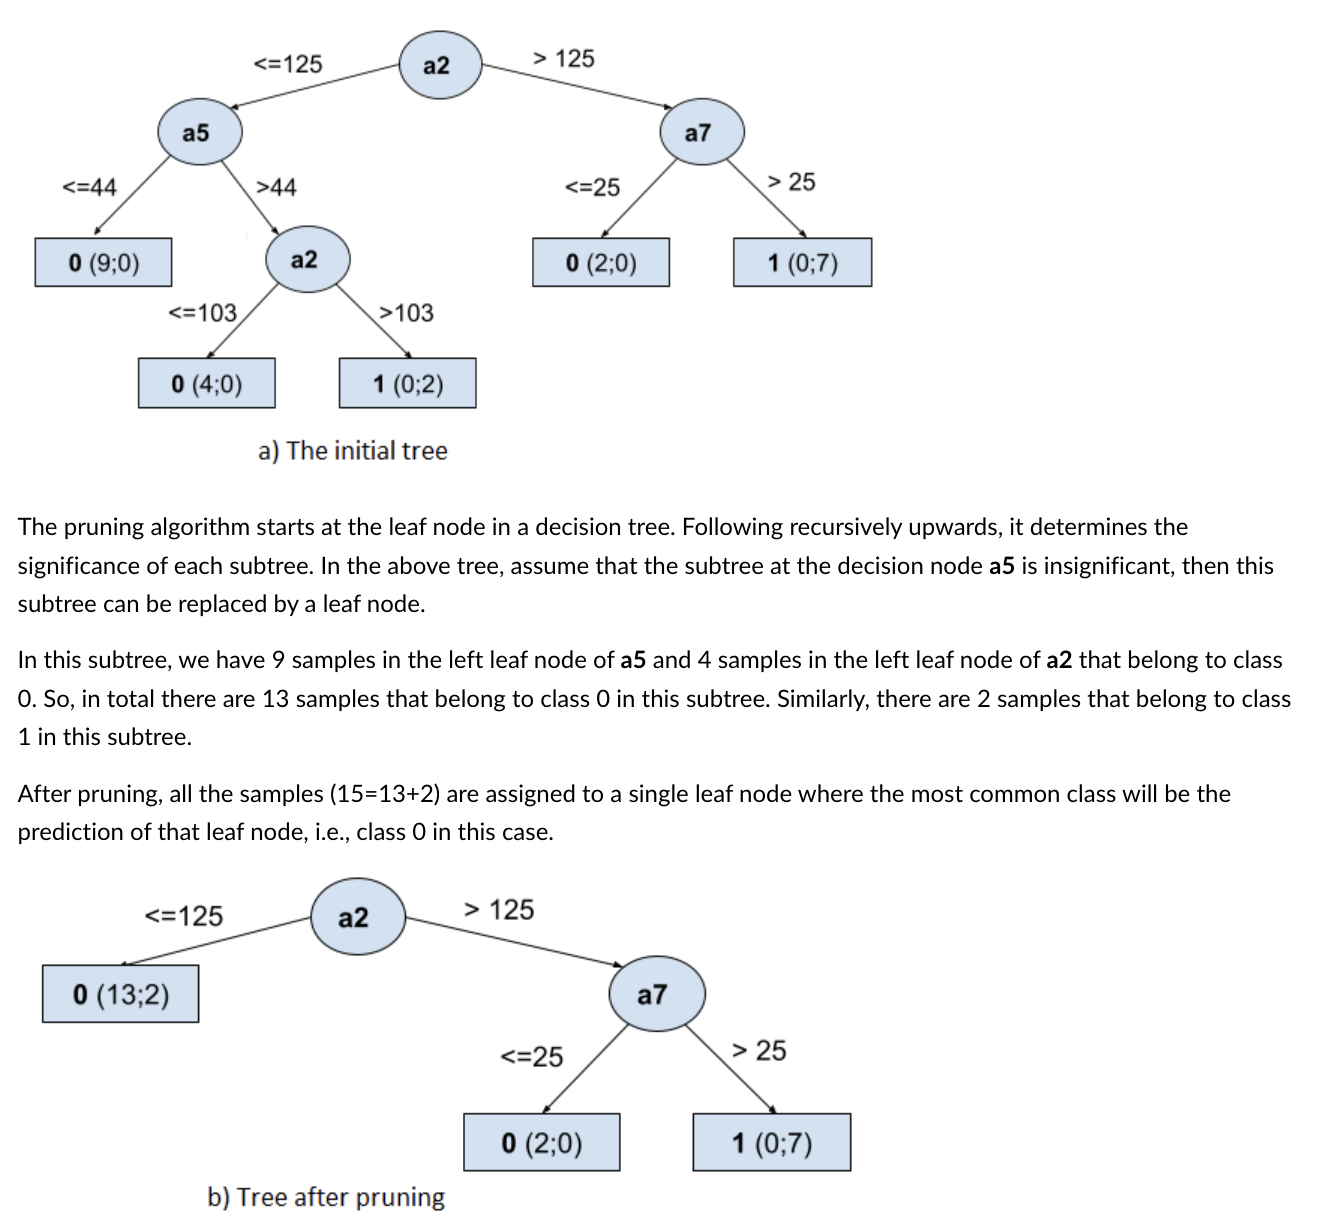 <=125 a2 > 125
a5 a7
<=44 >44 <=25 > 25
0 (9;0) a2 0 (2;0) 1 (0;7)
<=103 >103
0 (4;0) 1 (0;2)
a) The initial tree
The pruning algorithm starts at the leaf node in a decision tree. Following recursively upwards, it determines the
significance of each subtree. In the above tree, assume that the subtree at the decision node a5 is insignificant, then this
subtree can be replaced by a leaf node.
In this subtree, we have 9 samples in the left leaf node of a5 and 4 samples in the left leaf node of a2 that belong to class
0. So, in total there are 13 samples that belong to class 0 in this subtree. Similarly, there are 2 samples that belong to class
1 in this subtree.
After pruning, all the samples (15=13+2) are assigned to a single leaf node where the most common class will be the
prediction of that leaf node, i.e., class 0 in this case.
<=125 a2 > 125
0 (13;2) a7
<=25 > 25
0 (2;0) 1 (0;7)
b) Tree after pruning